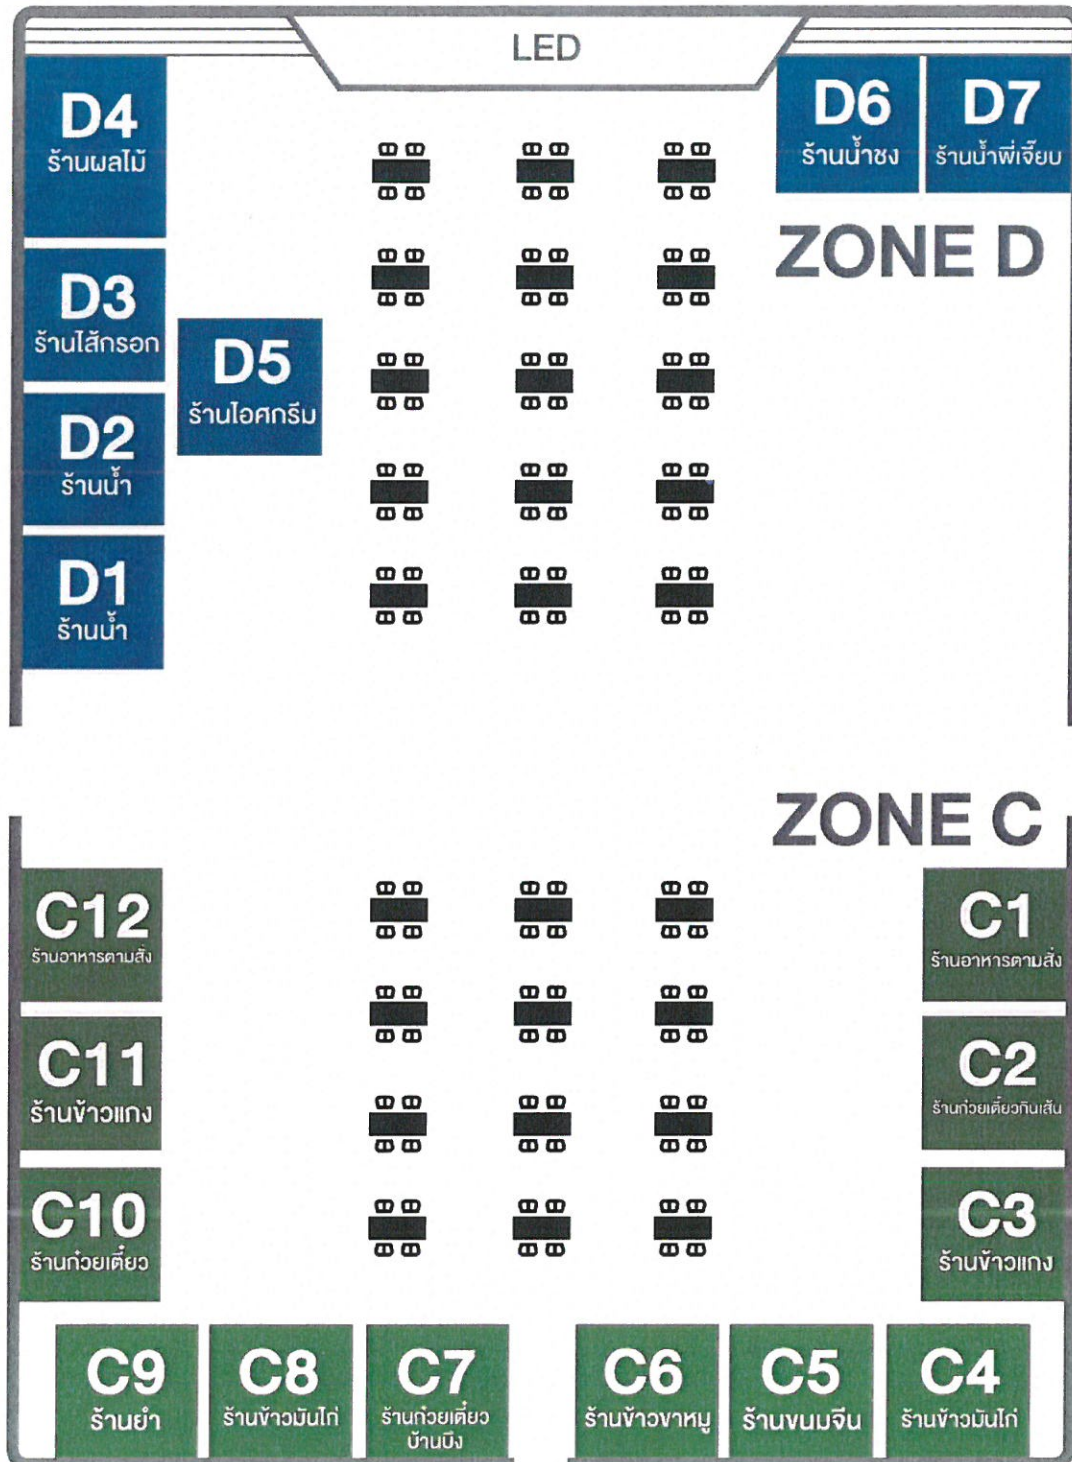 LED
D4
ร้านผลไม้
D6
ร้านน้ำชง
D7
ร้านน้ำพี่เจี๊ยบ
ZONE D
D3
ร้านไส้กรอก
D5
ร้านไอศกรีม
D2
ร้านน้ำ
D1
ร้านน้ำ
ZONE C
C12
ร้านอาหารตามสั่ง
C1
ร้านอาหารตามสั่ง
C11
ร้านข้าวแกง
C2
ร้านก๋วยเตี๋ยวกินเส้น
C10
ร้านก๋วยเตี๋ยว
C3
ร้านข้าวแกง
C9
ร้านยำ
C8
ร้านข้าวมันไก่
C7
ร้านก๋วยเตี๋ยว
บ้านบึง
C6
ร้านข้าวขาหมู
C5
ร้านขนมจีน
C4
ร้านข้าวมันไก่